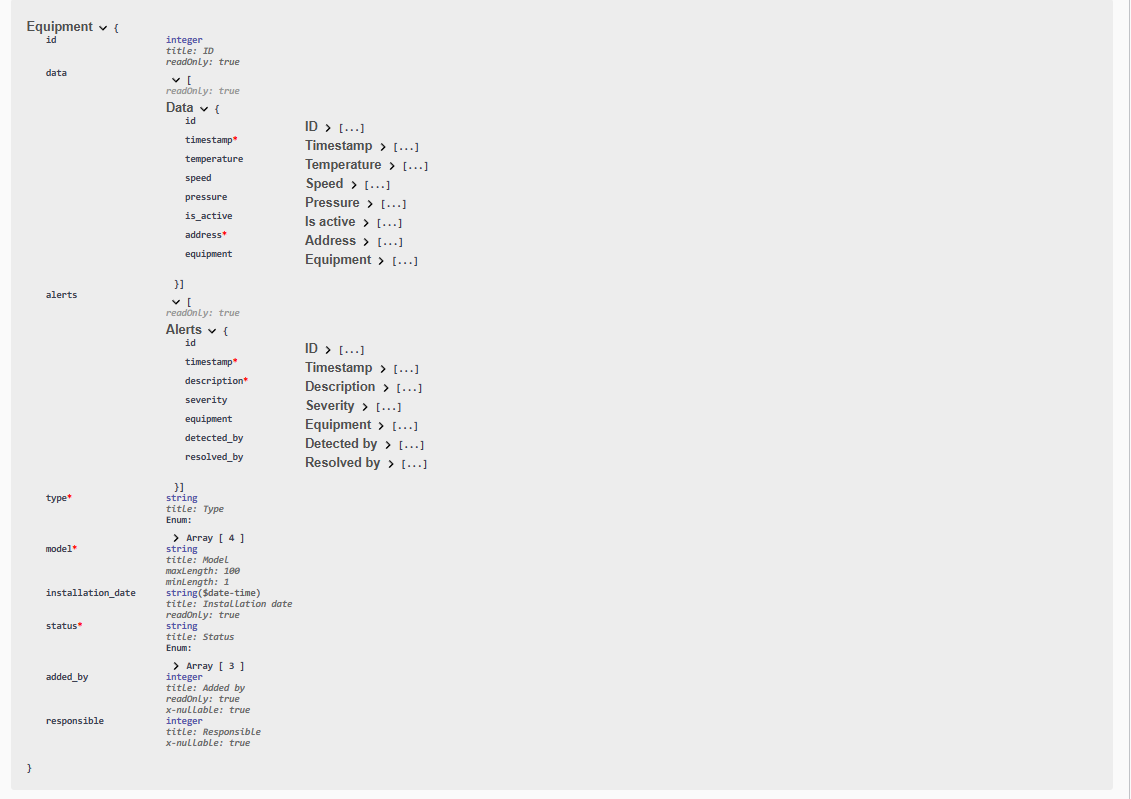 Equipment {
id integer
title: ID
readOnly: true
data [
readOnly: true
Data {
id ID [...]
timestamp* Timestamp [...]
temperature Temperature [...]
speed Speed [...]
pressure Pressure [...]
is_active Is active [...]
address* Address [...]
equipment Equipment [...]
}]
alerts [
readOnly: true
Alerts {
id ID [...]
timestamp* Timestamp [...]
description* Description [...]
severity Severity [...]
equipment Equipment [...]
detected_by Detected by [...]
resolved_by Resolved by [...]
}]
type* string
title: Type
Enum:
Array [ 4 ]
model* string
title: Model
maxLength: 100
minLength: 1
installation_date string($date-time)
title: Installation date
readOnly: true
status* string
title: Status
Enum:
Array [ 3 ]
added_by integer
title: Added by
readOnly: true
x-nullable: true
responsible integer
title: Responsible
x-nullable: true
}